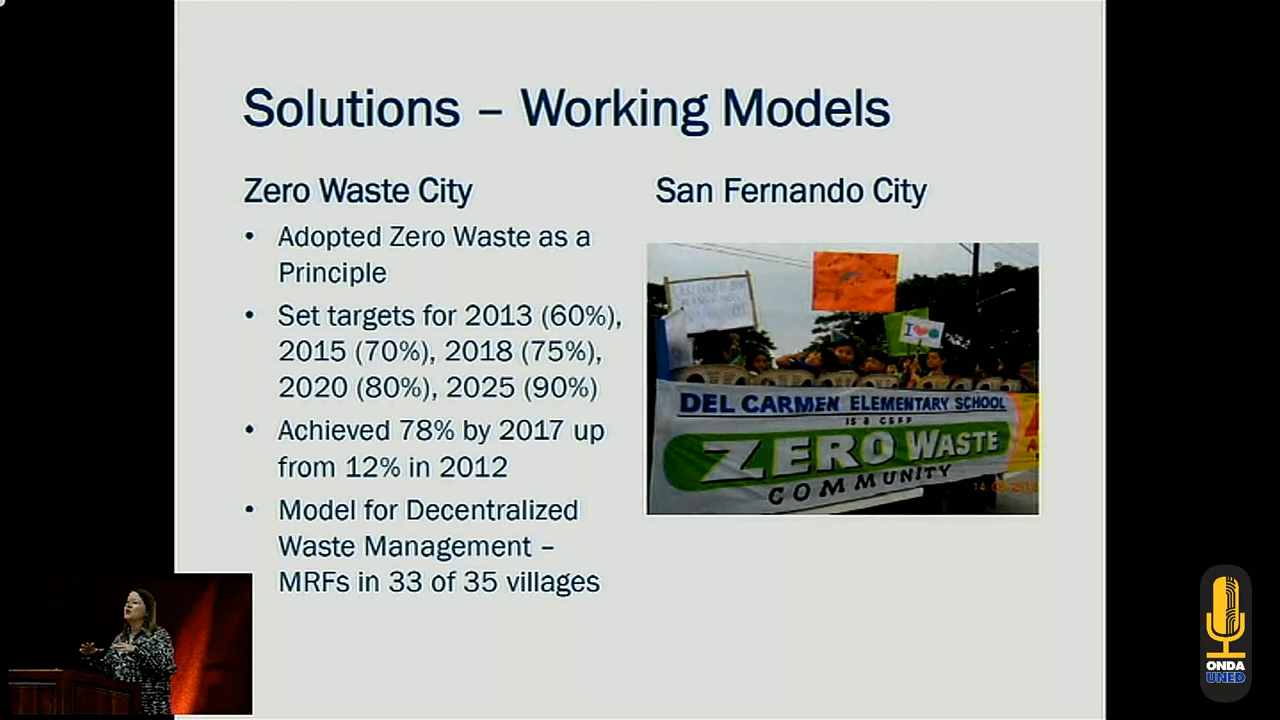 Solutions – Working Models
Zero Waste City
• Adopted Zero Waste as a
Principle
• Set targets for 2013 (60%),
2015 (70%), 2018 (75%),
2020 (80%), 2025 (90%)
• Achieved 78% by 2017 up
from 12% in 2012
• Model for Decentralized
Waste Management –
MRFs in 33 of 35 villages
San Fernando City
I
DEL CARMEN ELEMENTARY SCHOOL
IS A CSFP
ZERO WASTE
COMMUNITY
ONDA
UNED